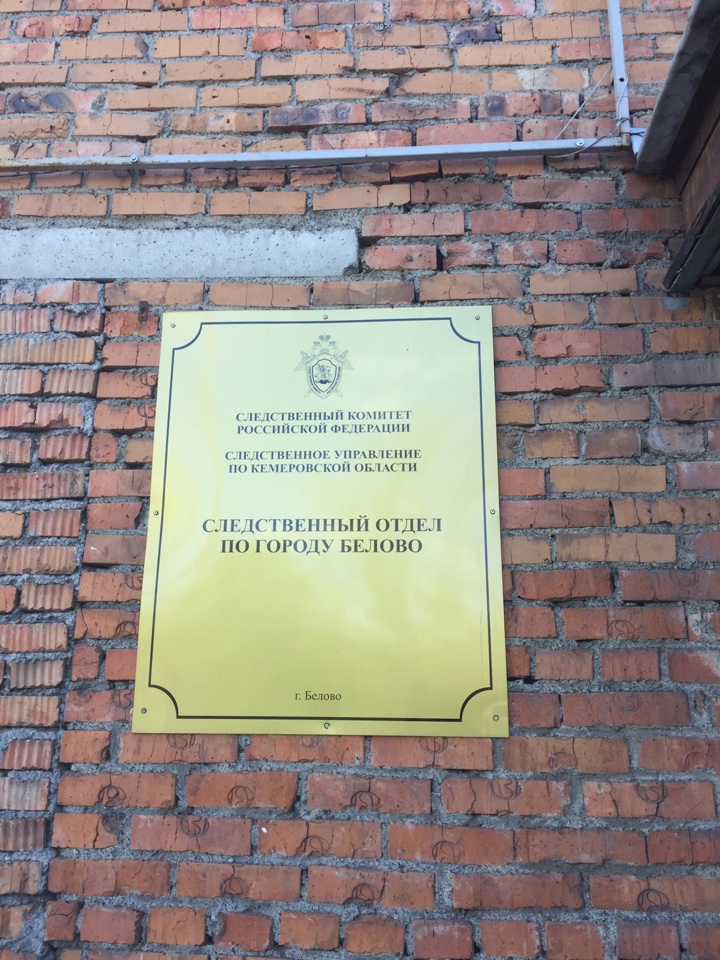 СЛЕДСТВЕННЫЙ КОМИТЕТ
РОССИЙСКОЙ ФЕДЕРАЦИИ
СЛЕДСТВЕННОЕ УПРАВЛЕНИЕ
ПО КЕМЕРОВСКОЙ ОБЛАСТИ
СЛЕДСТВЕННЫЙ ОТДЕЛ
ПО ГОРОДУ БЕЛОВО
г. Белово